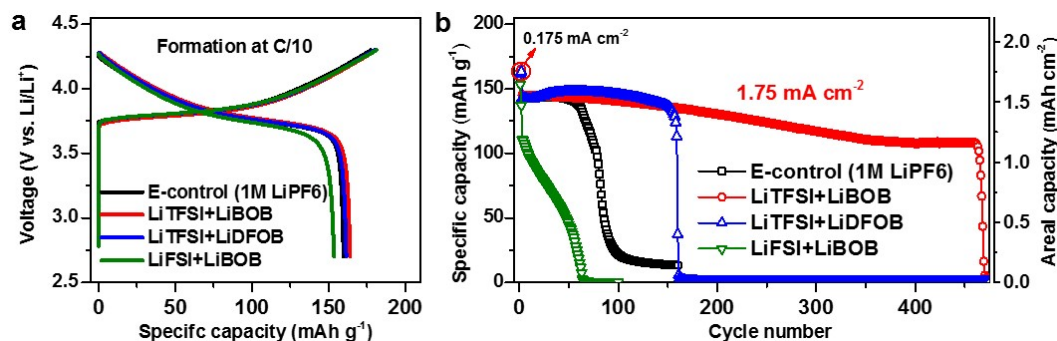 a
Formation at C/10
Voltage (V vs. Li/Li⁺)
4.5
4.0
3.5
3.0
2.5
E-control (1M LiPF6)
LiTFSI+LiBOB
LiTFSI+LiDFOB
LiFSI+LiBOB
0
50
100
150
200
Specifc capacity (mAh g⁻¹)
b
0.175 mA cm⁻²
1.75 mA cm⁻²
Specific capacity (mAh g⁻¹)
200
150
100
50
0
E-control (1M LiPF6)
LiTFSI+LiBOB
LiTFSI+LiDFOB
LiFSI+LiBOB
0
100
200
300
400
Cycle number
2.0
1.6
1.2
0.8
0.4
0.0
Areal capacity (mAh cm⁻²)